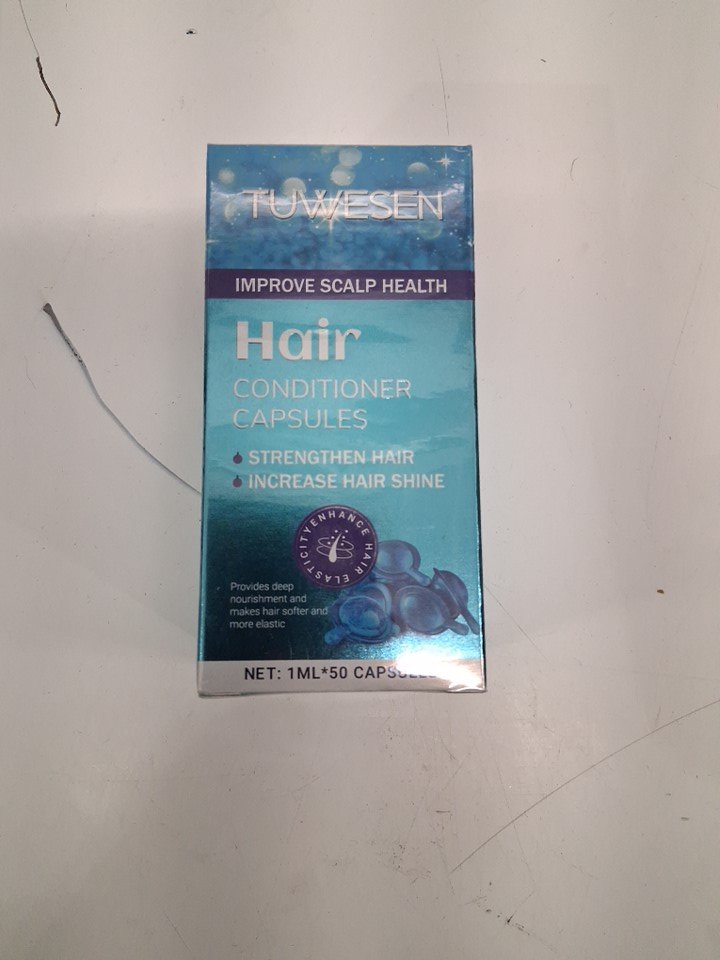 TUWESEN
IMPROVE SCALP HEALTH
Hair
CONDITIONER
CAPSULES
STRENGTHEN HAIR
INCREASE HAIR SHINE
ENHANCE HAIR ELASTICITY
Provides deep
nourishment and
makes hair softer and
more elastic
NET: 1ML*50 CAPSULES